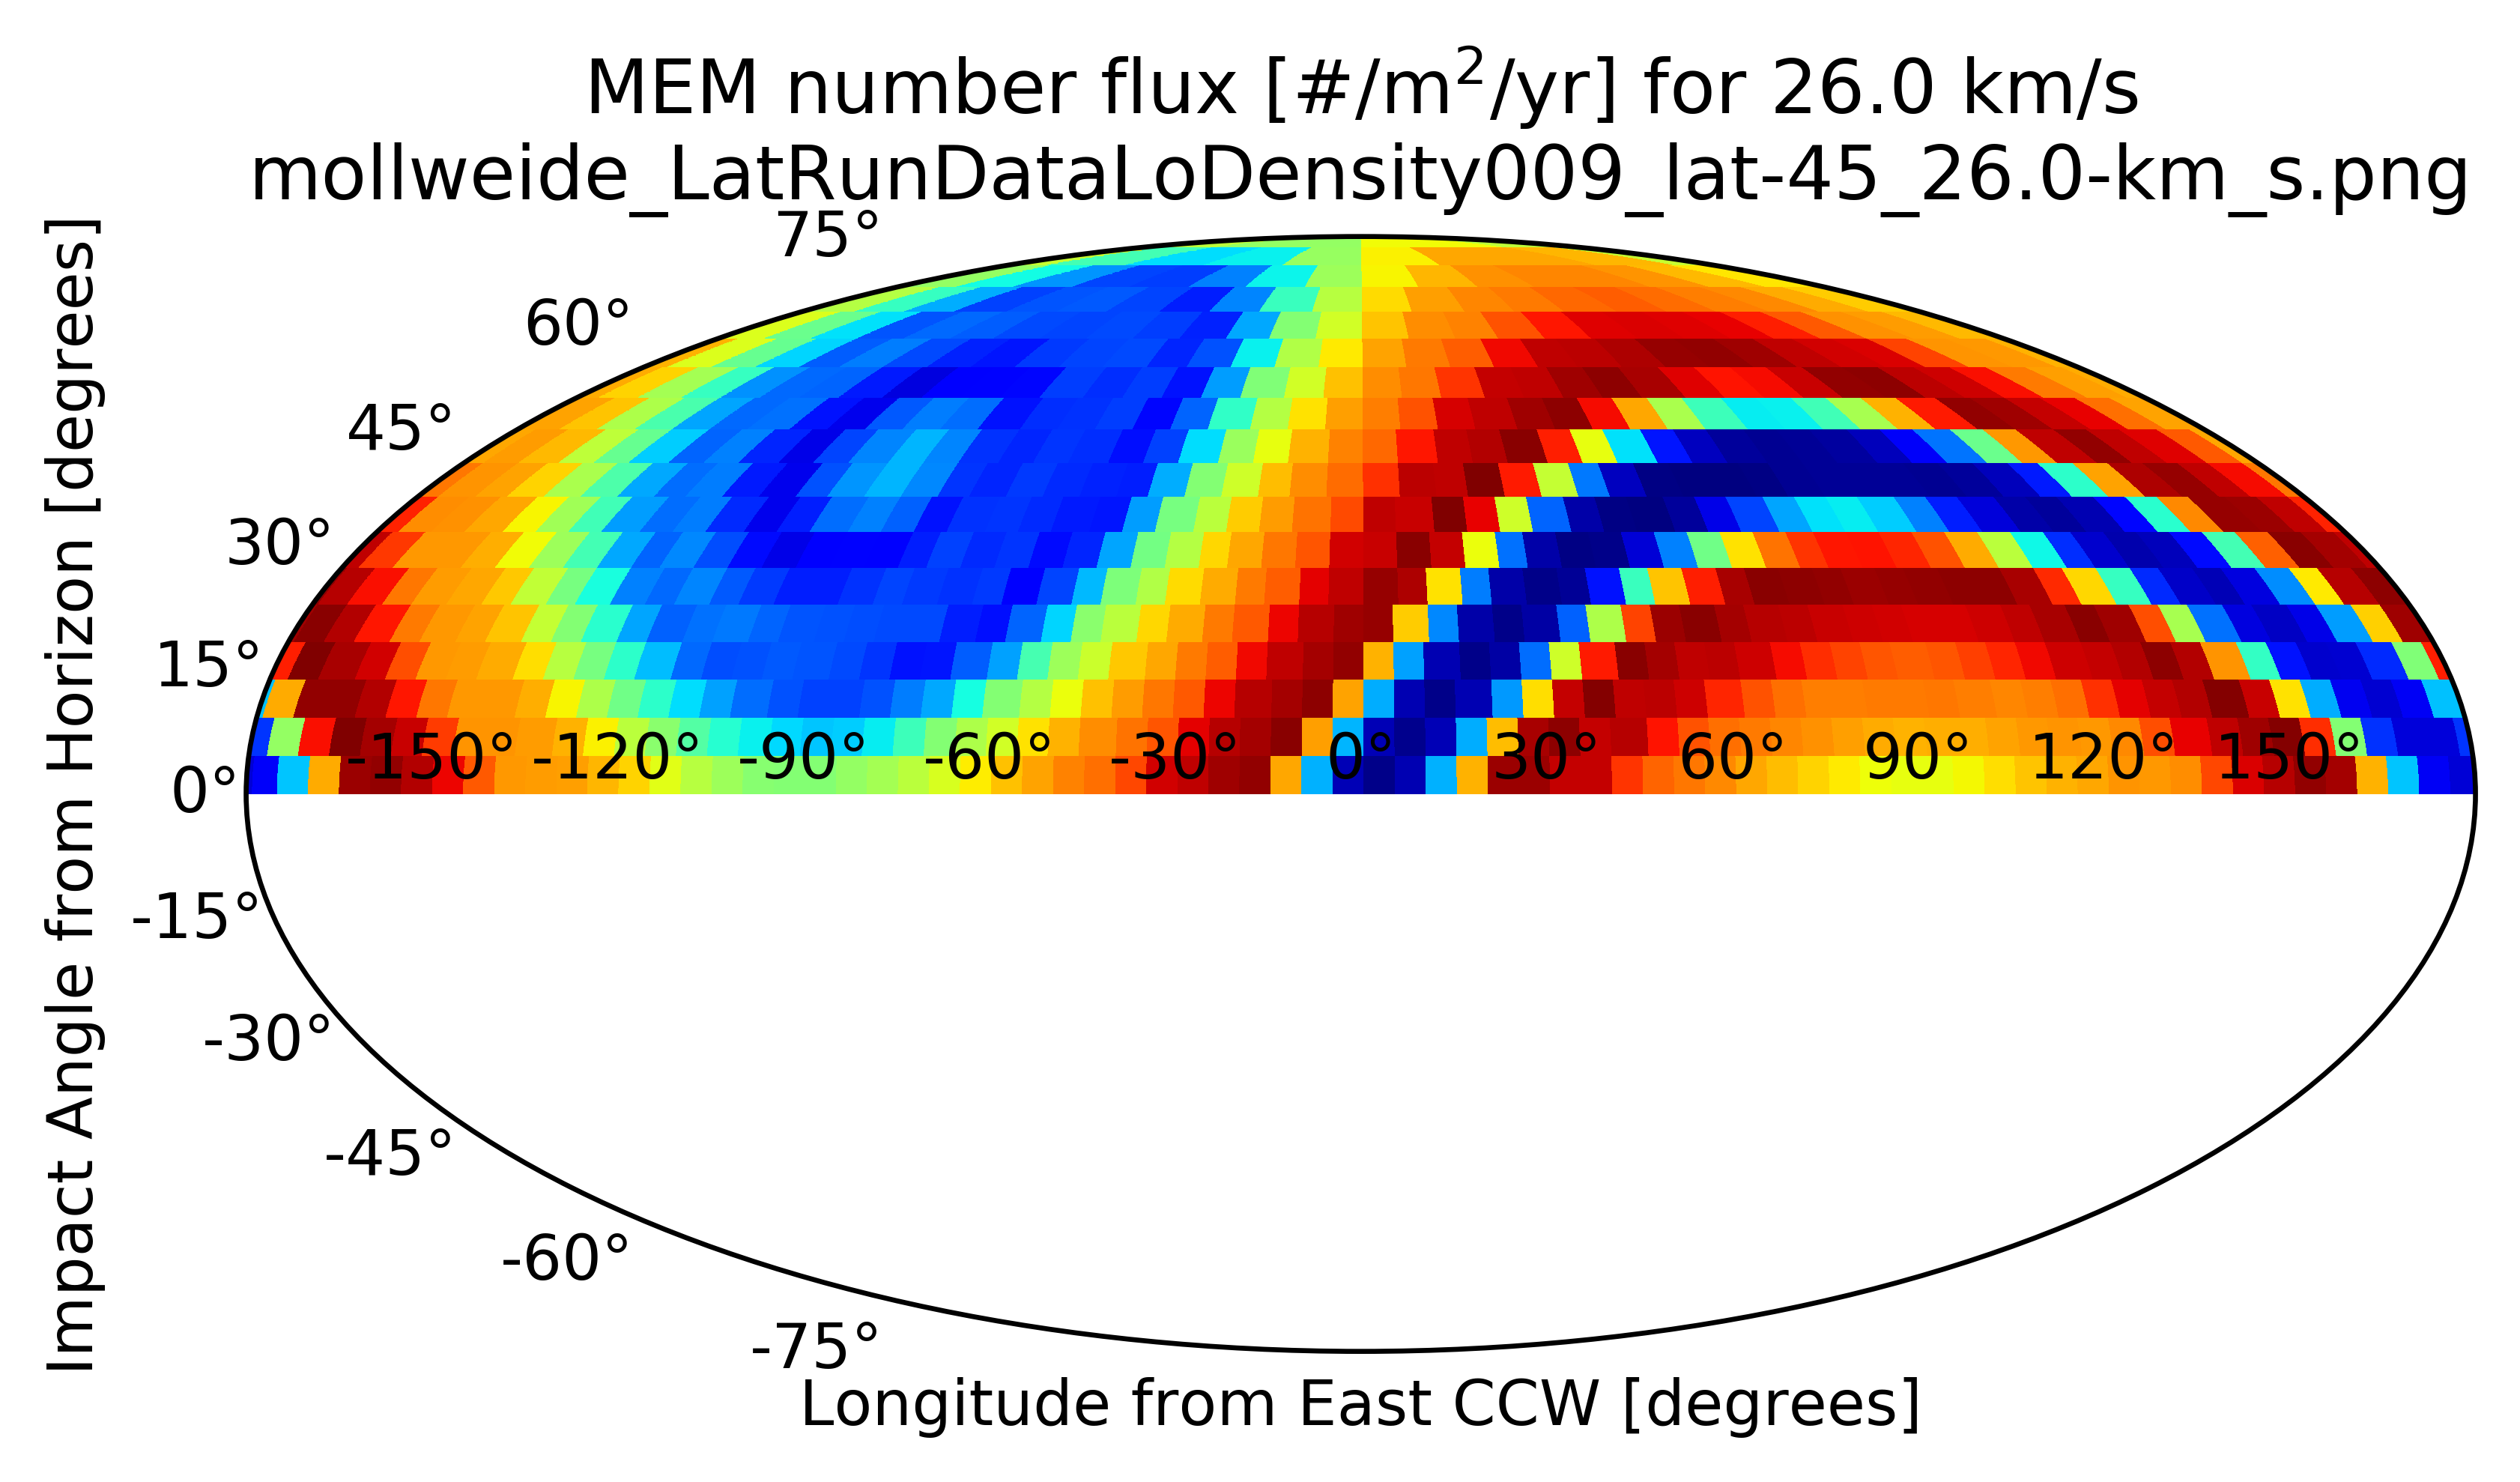 MEM number flux [#/m²/yr] for 26.0 km/s
mollweide_LatRunDataLoDensity009_lat-45_26.0-km_s.png
Impact Angle from Horizon [degrees]
75°
60°
45°
30°
15°
0°
-15°
-30°
-45°
-60°
-75°
-150° -120° -90° -60° -30° 0° 30° 60° 90° 120° 150°
Longitude from East CCW [degrees]